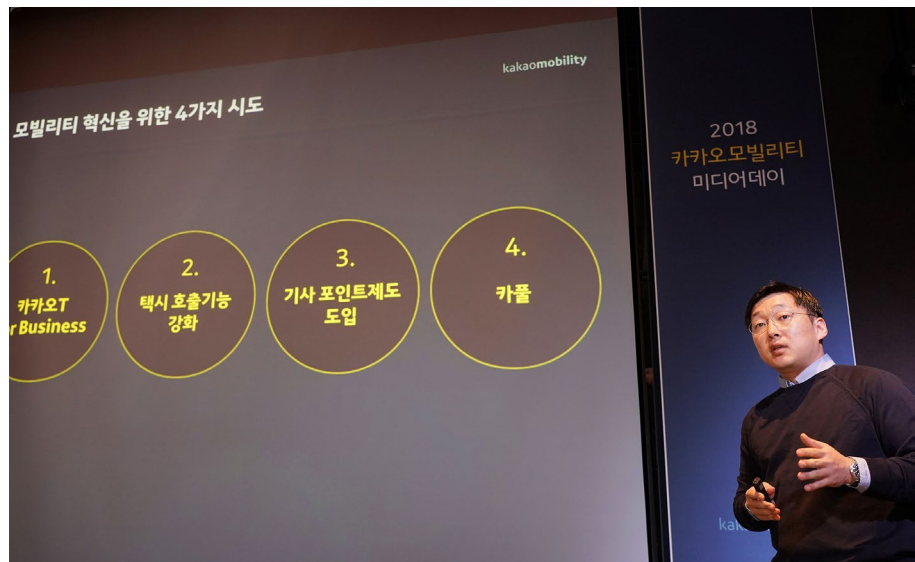 kakaomobility
모빌리티 혁신을 위한 4가지 시도
1.
카카오T
r Business
2.
택시 호출기능
강화
3.
기사 포인트제도
도입
4.
카풀
2018
카카오모빌리티
미디어데이
kak